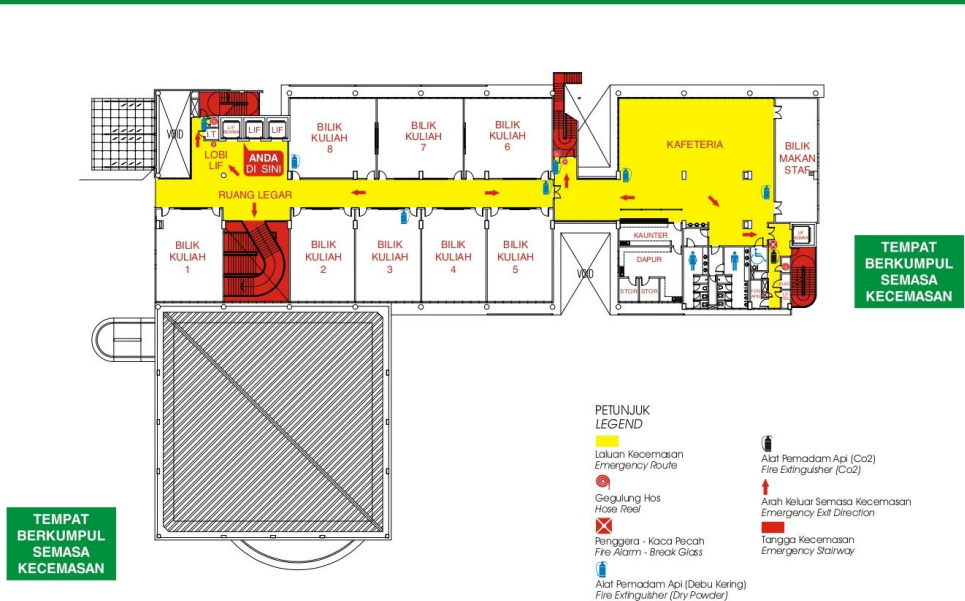 VOID
LT
LIF
BOMBA
LIF
LIF
LOBI
LIF
ANDA
DI SINI
BILIK
KULIAH
8
BILIK
KULIAH
7
BILIK
KULIAH
6
KAFETERIA
BILIK
MAKAN
STAF
RUANG LEGAR
BILIK
KULIAH
1
BILIK
KULIAH
2
BILIK
KULIAH
3
BILIK
KULIAH
4
BILIK
KULIAH
5
VOID
KAUNTER
DAPUR
STOR
STOR
LIF
BOMBA
TEMPAT
BERKUMPUL
SEMASA
KECEMASAN
PETUNJUK
LEGEND
Laluan Kecemasan
Emergency Route
Gegulung Hos
Hose Reel
Penggera - Kaca Pecah
Fire Alarm - Break Glass
Alat Pemadam Api (Debu Kering)
Fire Extinguisher (Dry Powder)
Alat Pemadam Api (Co2)
Fire Extinguisher (Co2)
Arah Keluar Semasa Kecemasan
Emergency Exit Direction
Tangga Kecemasan
Emergency Stairway
TEMPAT
BERKUMPUL
SEMASA
KECEMASAN